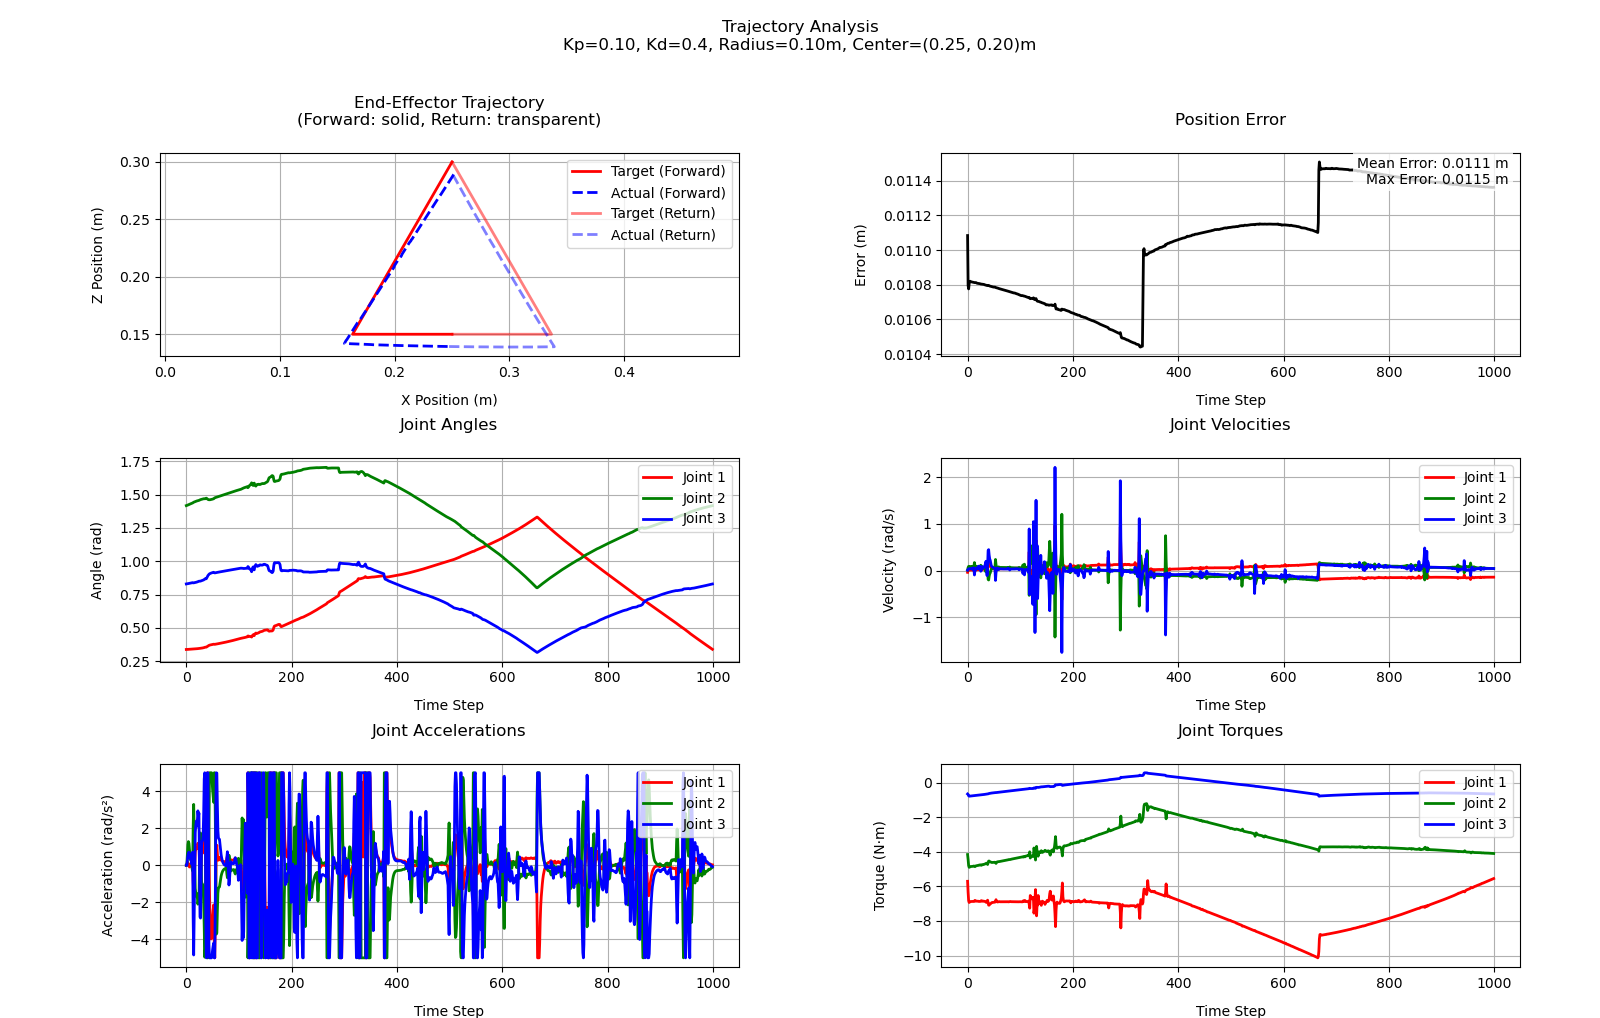 Trajectory Analysis
Kp=0.10, Kd=0.4, Radius=0.10m, Center=(0.25, 0.20)m
End-Effector Trajectory
(Forward: solid, Return: transparent)
0.30
0.25
0.20
0.15
Z Position (m)
0.0 0.1 0.2 0.3 0.4
X Position (m)
Target (Forward)
Actual (Forward)
Target (Return)
Actual (Return)
Position Error
Mean Error: 0.0111 m
Max Error: 0.0115 m
0.0114
0.0112
0.0110
0.0108
0.0106
0.0104
Error (m)
0 200 400 600 800 1000
Time Step
Joint Angles
1.75
1.50
1.25
1.00
0.75
0.50
0.25
Angle (rad)
Joint 1
Joint 2
Joint 3
0 200 400 600 800 1000
Time Step
Joint Velocities
2
1
0
−1
Velocity (rad/s)
Joint 1
Joint 2
Joint 3
0 200 400 600 800 1000
Time Step
Joint Accelerations
4
2
0
−2
−4
Acceleration (rad/s²)
Joint 1
Joint 2
Joint 3
0 200 400 600 800 1000
Time Step
Joint Torques
0
−2
−4
−6
−8
−10
Torque (N·m)
Joint 1
Joint 2
Joint 3
0 200 400 600 800 1000
Time Step